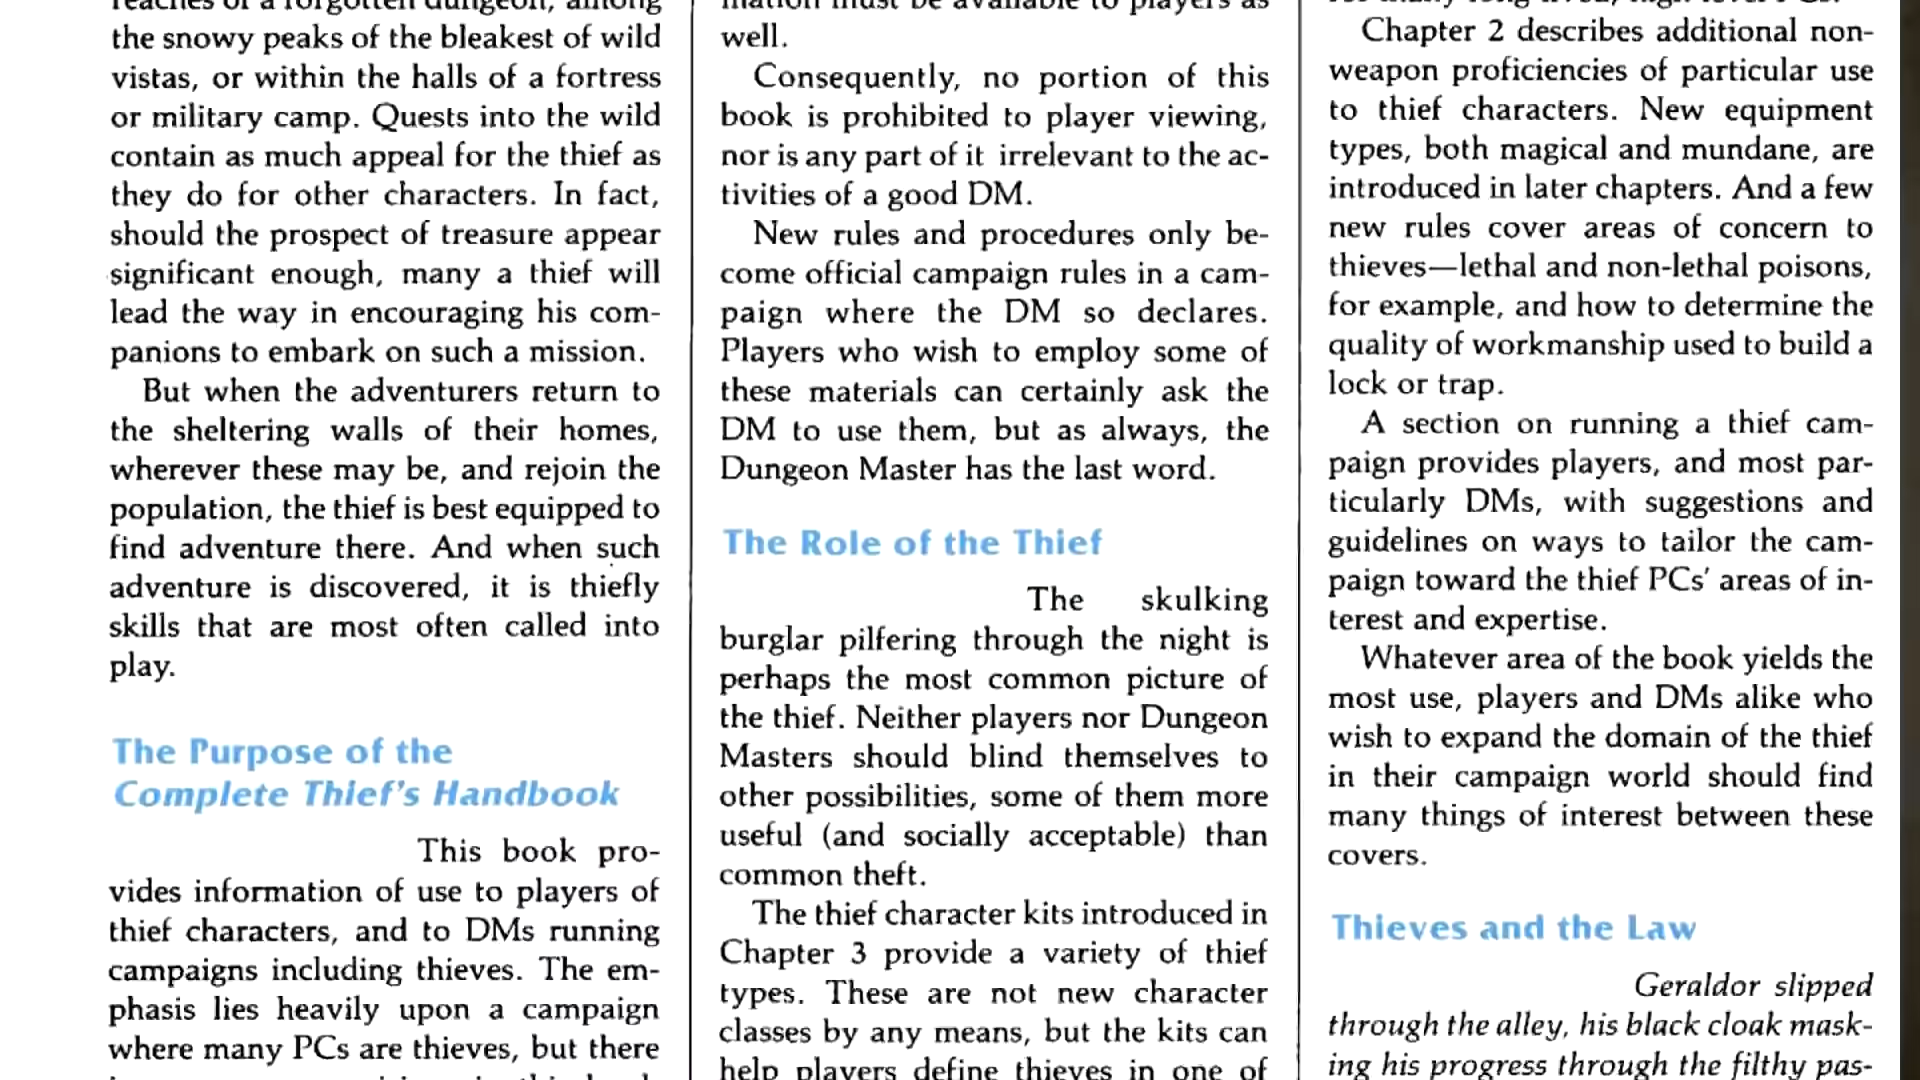 reaches of a forgotten dungeon, among
the snowy peaks of the bleakest of wild
vistas, or within the halls of a fortress
or military camp. Quests into the wild
contain as much appeal for the thief as
they do for other characters. In fact,
should the prospect of treasure appear
significant enough, many a thief will
lead the way in encouraging his com-
panions to embark on such a mission.
But when the adventurers return to
the sheltering walls of their homes,
wherever these may be, and rejoin the
population, the thief is best equipped to
find adventure there. And when such
adventure is discovered, it is thiefly
skills that are most often called into
play.
The Purpose of the
Complete Thief's Handbook
This book pro-
vides information of use to players of
thief characters, and to DMs running
campaigns including thieves. The em-
phasis lies heavily upon a campaign
where many PCs are thieves, but there
mation must be available to players as
well.
Consequently, no portion of this
book is prohibited to player viewing,
nor is any part of it irrelevant to the ac-
tivities of a good DM.
New rules and procedures only be-
come official campaign rules in a cam-
paign where the DM so declares.
Players who wish to employ some of
these materials can certainly ask the
DM to use them, but as always, the
Dungeon Master has the last word.
The Role of the Thief
The skulking
burglar pilfering through the night is
perhaps the most common picture of
the thief. Neither players nor Dungeon
Masters should blind themselves to
other possibilities, some of them more
useful (and socially acceptable) than
common theft.
The thief character kits introduced in
Chapter 3 provide a variety of thief
types. These are not new character
classes by any means, but the kits can
help players define thieves in one of
Chapter 2 describes additional non-
weapon proficiencies of particular use
to thief characters. New equipment
types, both magical and mundane, are
introduced in later chapters. And a few
new rules cover areas of concern to
thieves—lethal and non-lethal poisons,
for example, and how to determine the
quality of workmanship used to build a
lock or trap.
A section on running a thief cam-
paign provides players, and most par-
ticularly DMs, with suggestions and
guidelines on ways to tailor the cam-
paign toward the thief PCs' areas of in-
terest and expertise.
Whatever area of the book yields the
most use, players and DMs alike who
wish to expand the domain of the thief
in their campaign world should find
many things of interest between these
covers.
Thieves and the Law
Geraldor slipped
through the alley, his black cloak mask-
ing his progress through the filthy pas-